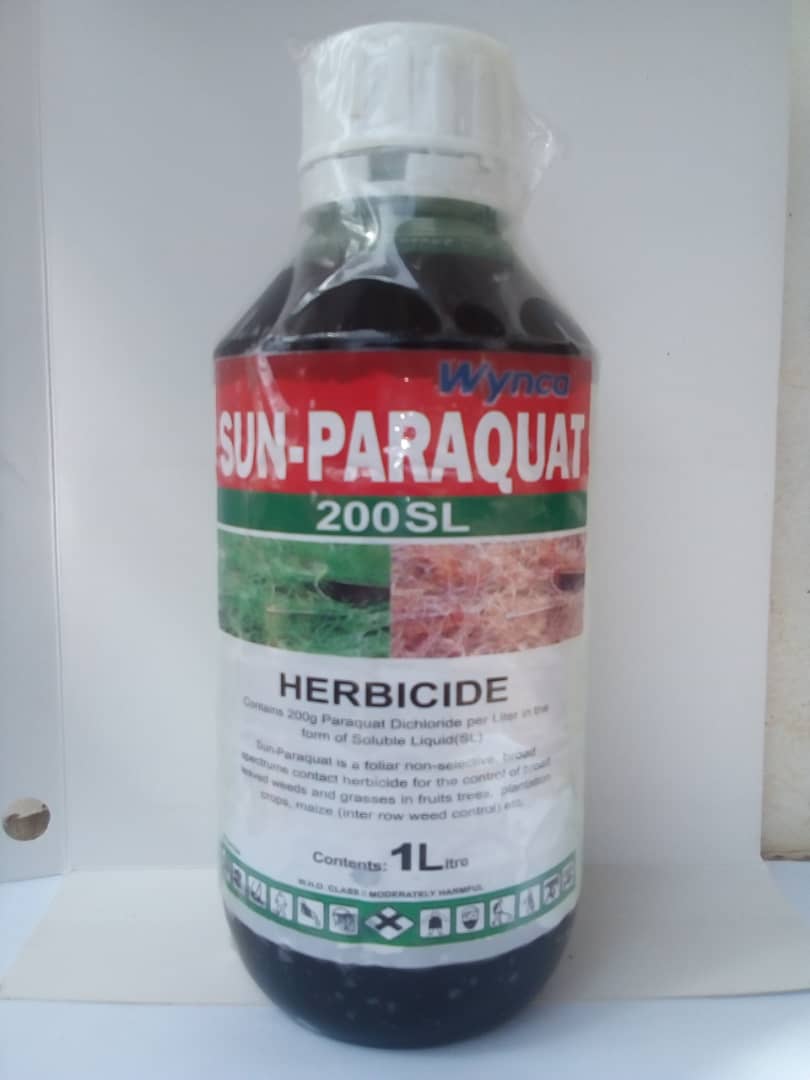 Wynca
SUN-PARAQUAT
200SL
HERBICIDE
Contains 200g Paraquat Dichloride per Liter in the
form of Soluble Liquid(SL)
Sun-Paraquat is a foliar non-selective, broad
spectrume contact herbicide for the control of broad
leaved weeds and grasses in fruits trees, plantation
crops, maize (inter row weed control) etc.
Contents: 1Litre
W.H.O. CLASS II MODERATELY HARMFUL